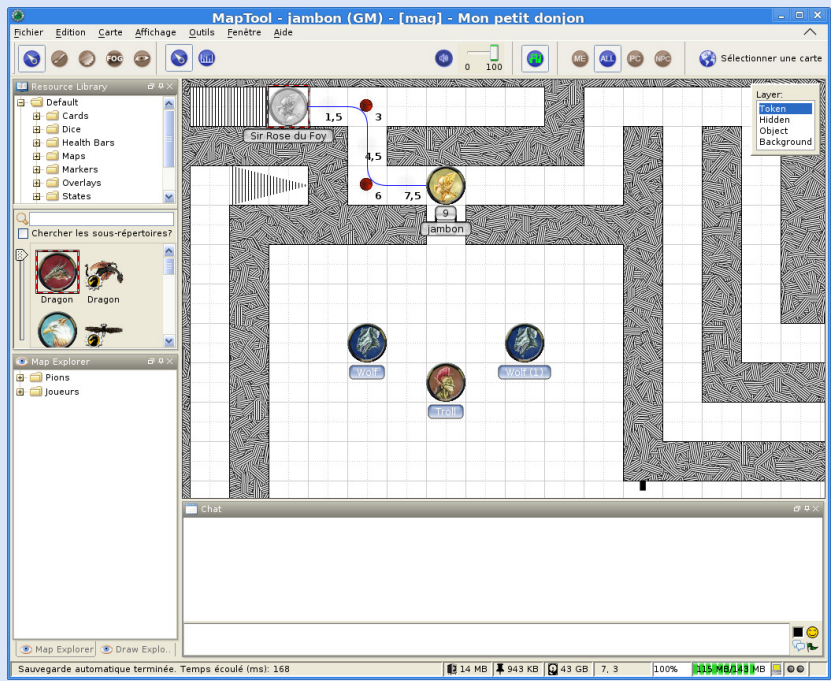 MapTool - jambon (GM) - [maq] - Mon petit donjon
Fichier Edition Carte Affichage Outils Fenêtre Aide
FOG
0 100
ME ALL PC NPC
Sélectionner une carte
Resource Library
Default
Cards
Dice
Health Bars
Maps
Markers
Overlays
States
Chercher les sous-répertoires?
Dragon Dragon
Map Explorer
Pions
Joueurs
Map Explorer Draw Explo..
1,5 3
Sir Rose du Foy
4,5
6 7,5
9
jambon
Wolf Wolf (1)
Troll
Layer:
Token
Hidden
Object
Background
Chat
Sauvegarde automatique terminée. Temps écoulé (ms): 168
14 MB 943 KB 43 GB 7, 3 100% 115 MB/143 MB